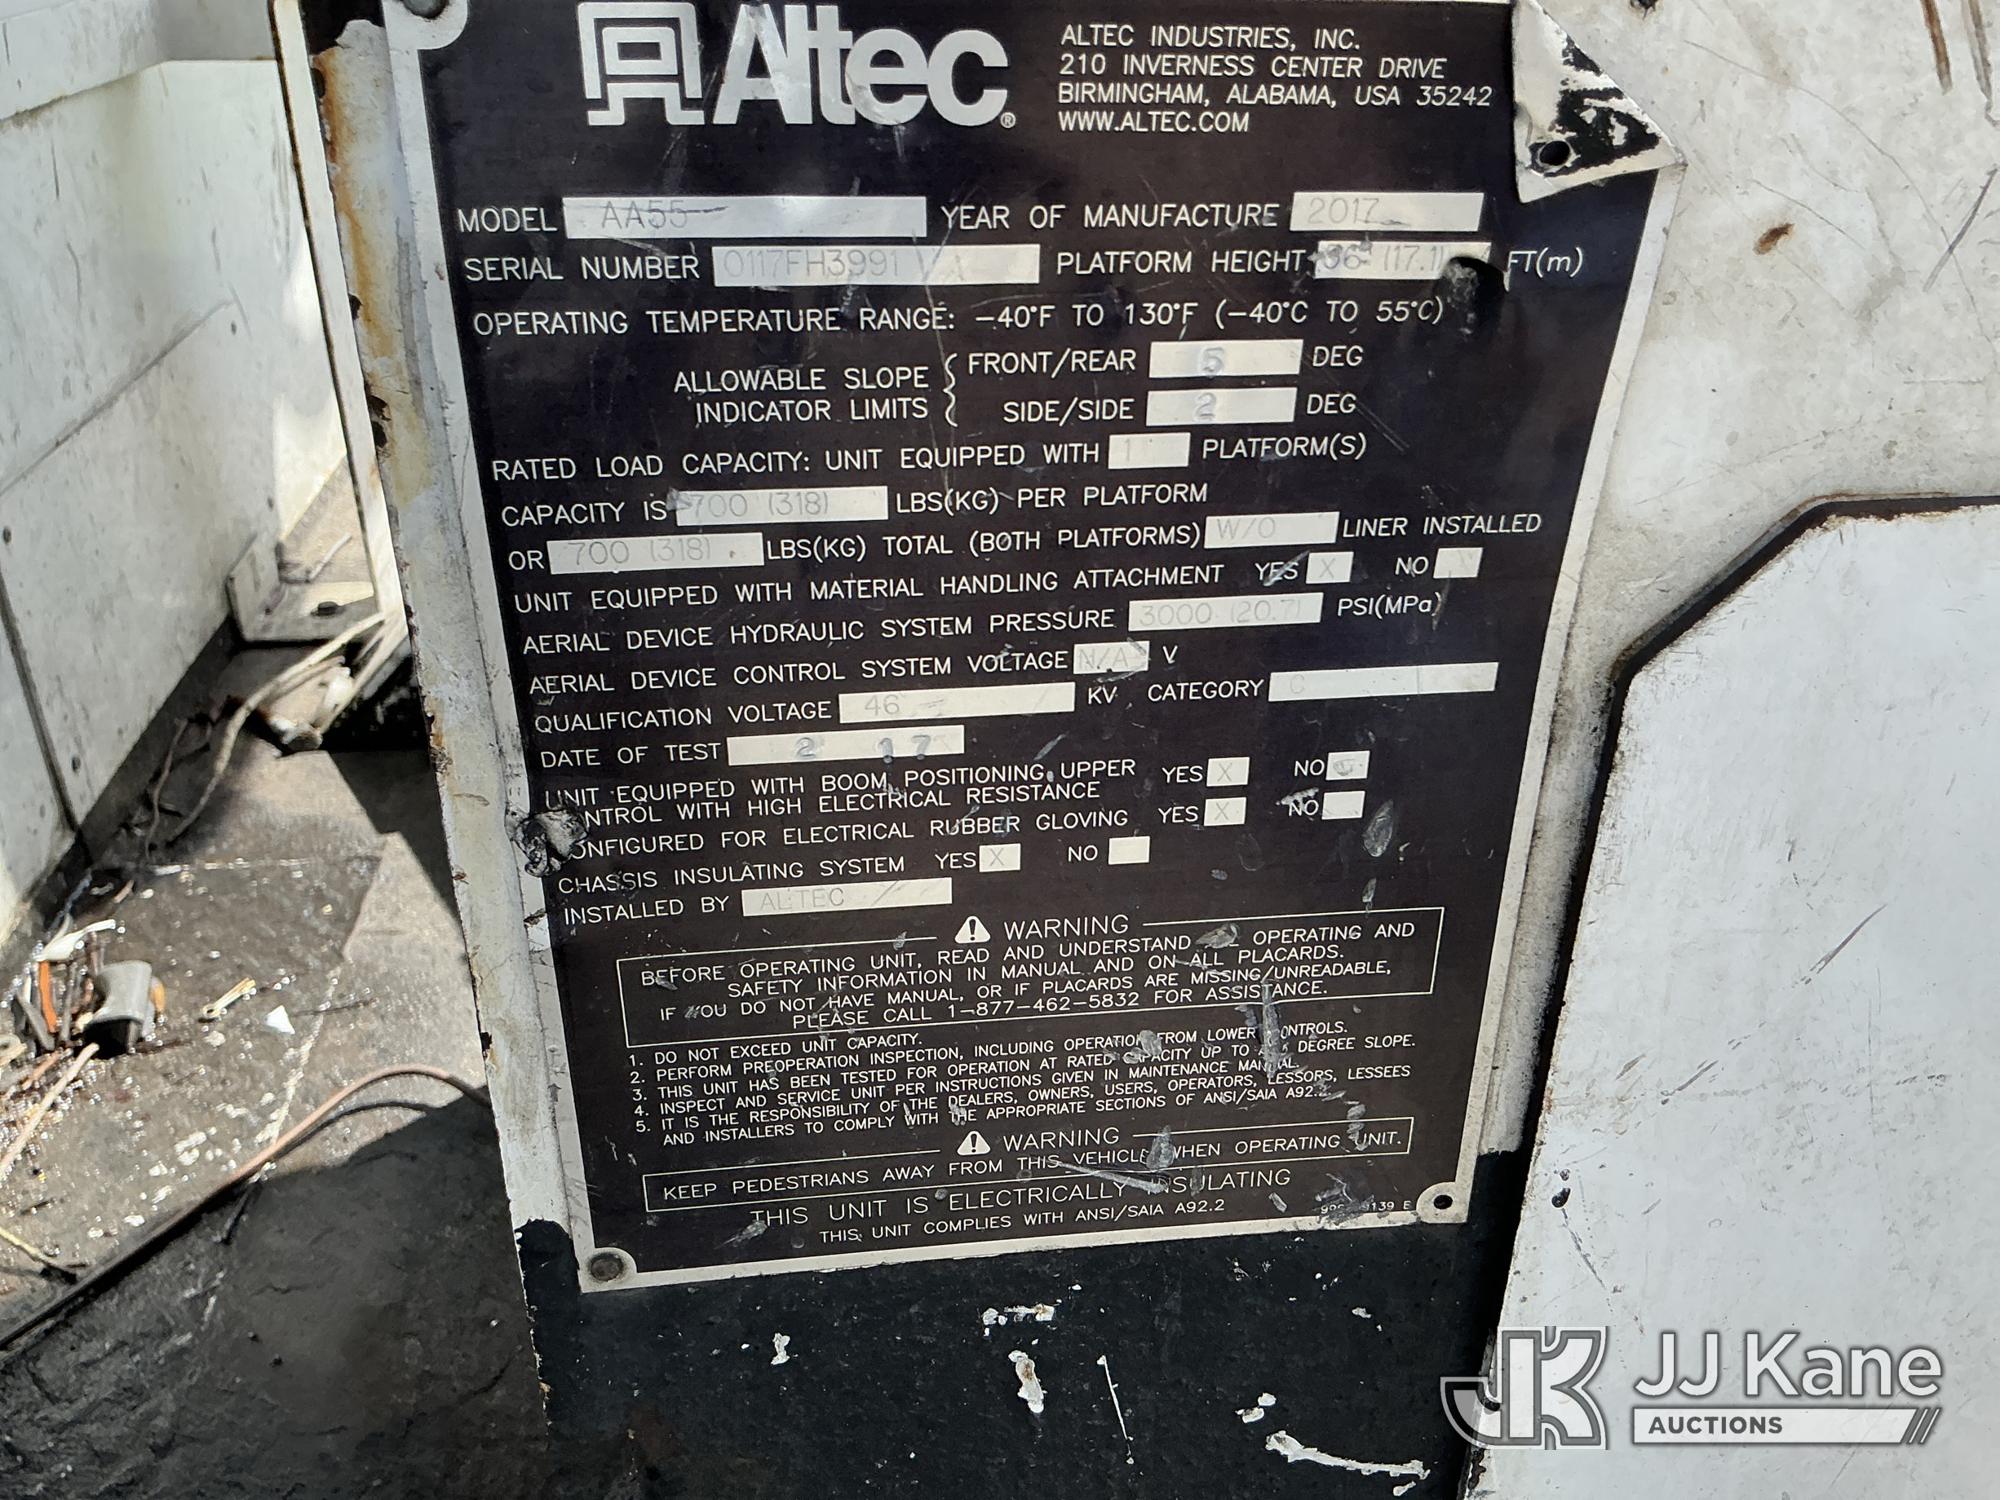 Altec®
ALTEC INDUSTRIES, INC.
210 INVERNESS CENTER DRIVE
BIRMINGHAM, ALABAMA, USA 35242
WWW.ALTEC.COM
MODEL AA55 YEAR OF MANUFACTURE 2017
SERIAL NUMBER 0117FH3991 PLATFORM HEIGHT (17.1) FT(m)
OPERATING TEMPERATURE RANGE: -40°F TO 130°F (-40°C TO 55°C)
ALLOWABLE SLOPE INDICATOR LIMITS { FRONT/REAR 5 DEG
SIDE/SIDE 2 DEG
RATED LOAD CAPACITY: UNIT EQUIPPED WITH 1 PLATFORM(S)
CAPACITY IS 700 (318) LBS(KG) PER PLATFORM
OR 700 (318) LBS(KG) TOTAL (BOTH PLATFORMS) W/O LINER INSTALLED
UNIT EQUIPPED WITH MATERIAL HANDLING ATTACHMENT YES X NO
AERIAL DEVICE HYDRAULIC SYSTEM PRESSURE 3000 (20.7) PSI(MPa)
AERIAL DEVICE CONTROL SYSTEM VOLTAGE N/A V
QUALIFICATION VOLTAGE 46 KV CATEGORY C
DATE OF TEST 2 17
UNIT EQUIPPED WITH BOOM POSITIONING UPPER
CONTROL WITH HIGH ELECTRICAL RESISTANCE YES X NO
CONFIGURED FOR ELECTRICAL RUBBER GLOVING YES X NO
CHASSIS INSULATING SYSTEM YES X NO
INSTALLED BY ALTEC
WARNING
BEFORE OPERATING UNIT, READ AND UNDERSTAND OPERATING AND
SAFETY INFORMATION IN MANUAL AND ON ALL PLACARDS.
IF YOU DO NOT HAVE MANUAL, OR IF PLACARDS ARE MISSING/UNREADABLE,
PLEASE CALL 1-877-462-5832 FOR ASSISTANCE.
1. DO NOT EXCEED UNIT CAPACITY.
2. PERFORM PREOPERATION INSPECTION, INCLUDING OPERATION FROM LOWER CONTROLS.
3. THIS UNIT HAS BEEN TESTED FOR OPERATION AT RATED CAPACITY UP TO DEGREE SLOPE.
4. INSPECT AND SERVICE UNIT PER INSTRUCTIONS GIVEN IN MAINTENANCE MANUAL.
5. IT IS THE RESPONSIBILITY OF THE DEALERS, OWNERS, USERS, OPERATORS, LESSORS, LESSEES
AND INSTALLERS TO COMPLY WITH THE APPROPRIATE SECTIONS OF ANSI/SAIA A92.2
WARNING
KEEP PEDESTRIANS AWAY FROM THIS VEHICLE WHEN OPERATING UNIT.
THIS UNIT IS ELECTRICALLY INSULATING
THIS UNIT COMPLIES WITH ANSI/SAIA A92.2
JK JJ Kane
AUCTIONS